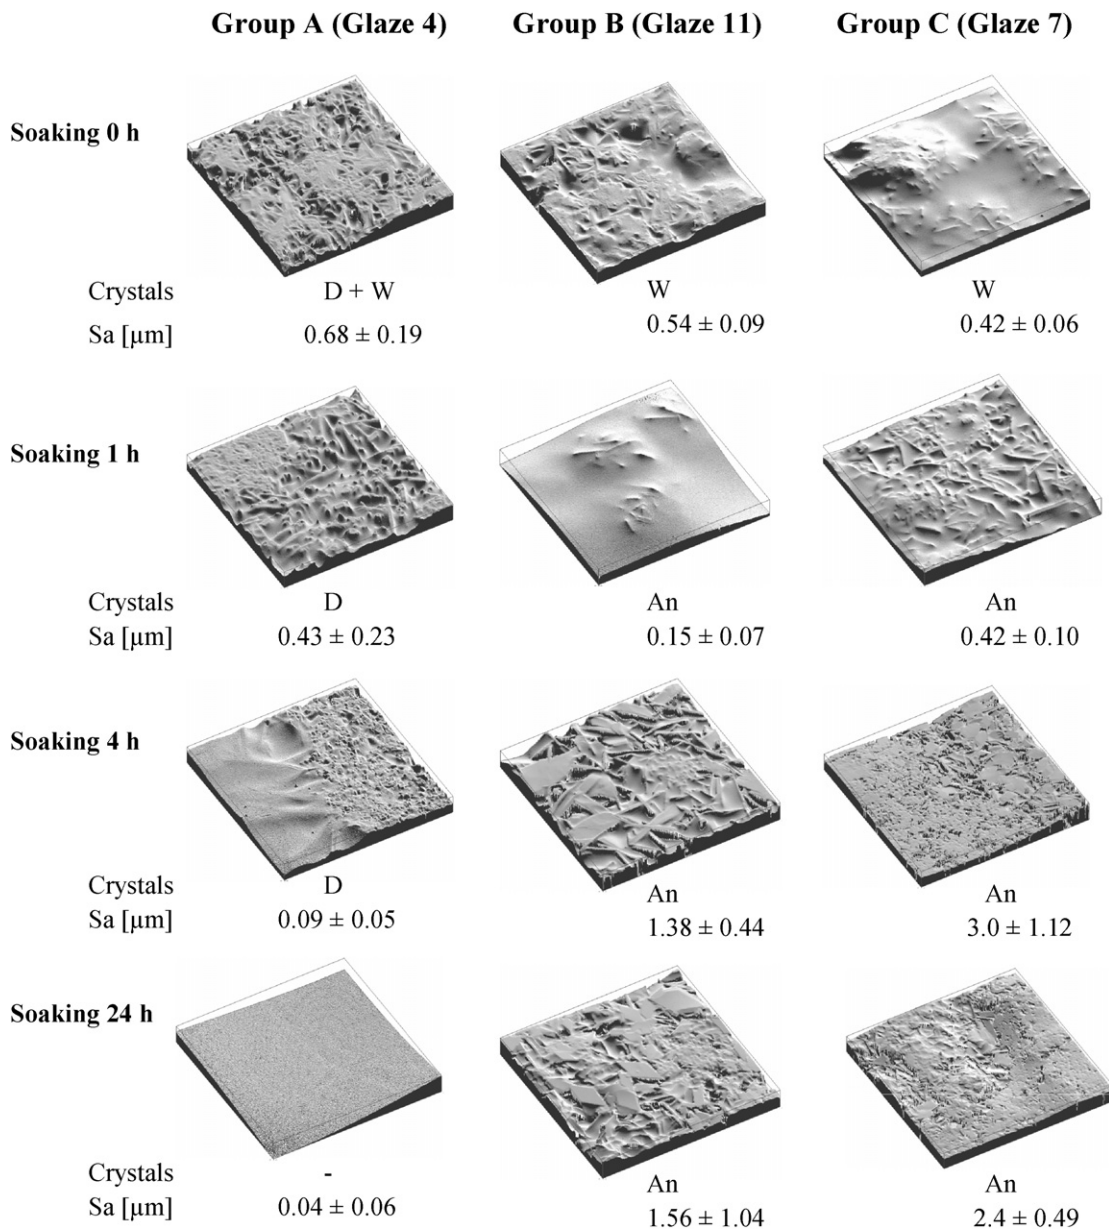 Group A (Glaze 4) Group B (Glaze 11) Group C (Glaze 7)
Soaking 0 h
Crystals D + W W W
Sa [µm] 0.68 ± 0.19 0.54 ± 0.09 0.42 ± 0.06
Soaking 1 h
Crystals D An An
Sa [µm] 0.43 ± 0.23 0.15 ± 0.07 0.42 ± 0.10
Soaking 4 h
Crystals D An An
Sa [µm] 0.09 ± 0.05 1.38 ± 0.44 3.0 ± 1.12
Soaking 24 h
Crystals - An An
Sa [µm] 0.04 ± 0.06 1.56 ± 1.04 2.4 ± 0.49